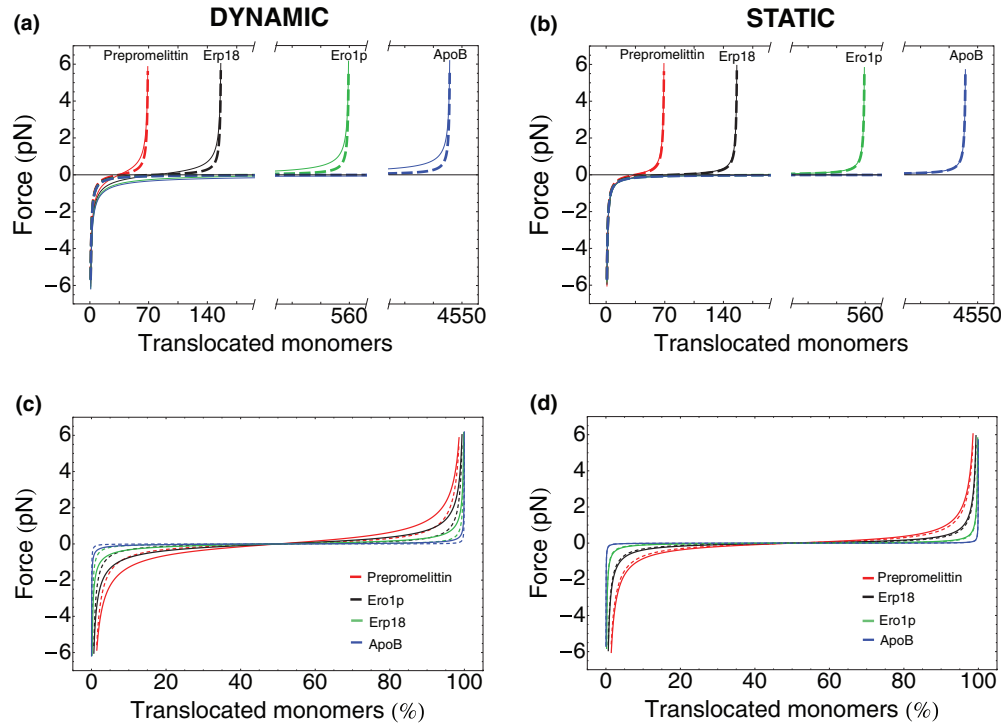 DYNAMIC
STATIC
(a)
(b)
Prepromelittin
Erp18
Ero1p
ApoB
Prepromelittin
Erp18
Ero1p
ApoB
6
4
2
0
−2
−4
−6
Force (pN)
6
4
2
0
−2
−4
−6
Force (pN)
0
70
140
560
4550
0
70
140
560
4550
Translocated monomers
Translocated monomers
(c)
(d)
6
4
2
0
−2
−4
−6
Force (pN)
6
4
2
0
−2
−4
−6
Force (pN)
Prepromelittin
Ero1p
Erp18
ApoB
Prepromelittin
Erp18
Ero1p
ApoB
0
20
40
60
80
100
0
20
40
60
80
100
Translocated monomers (%)
Translocated monomers (%)